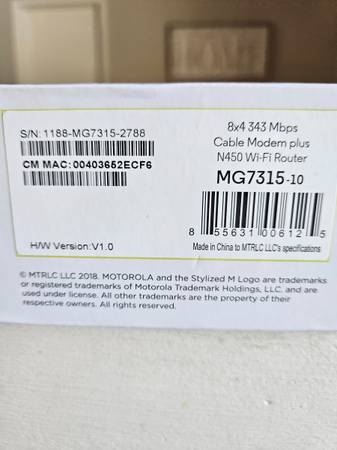 S/N: 1188-MG7315-2788
CM MAC: 00403652ECF6
H/W Version: V1.0
8x4 343 Mbps
Cable Modem plus
N450 Wi-Fi Router
MG7315-10
8 55631 00612 5
Made in China to MTRLC LLC's specifications
© MTRLC LLC 2018. MOTOROLA and the Stylized M Logo are trademarks
or registered trademarks of Motorola Trademark Holdings, LLC. and are
used under license. All other trademarks are the property of their
respective owners. All rights reserved.